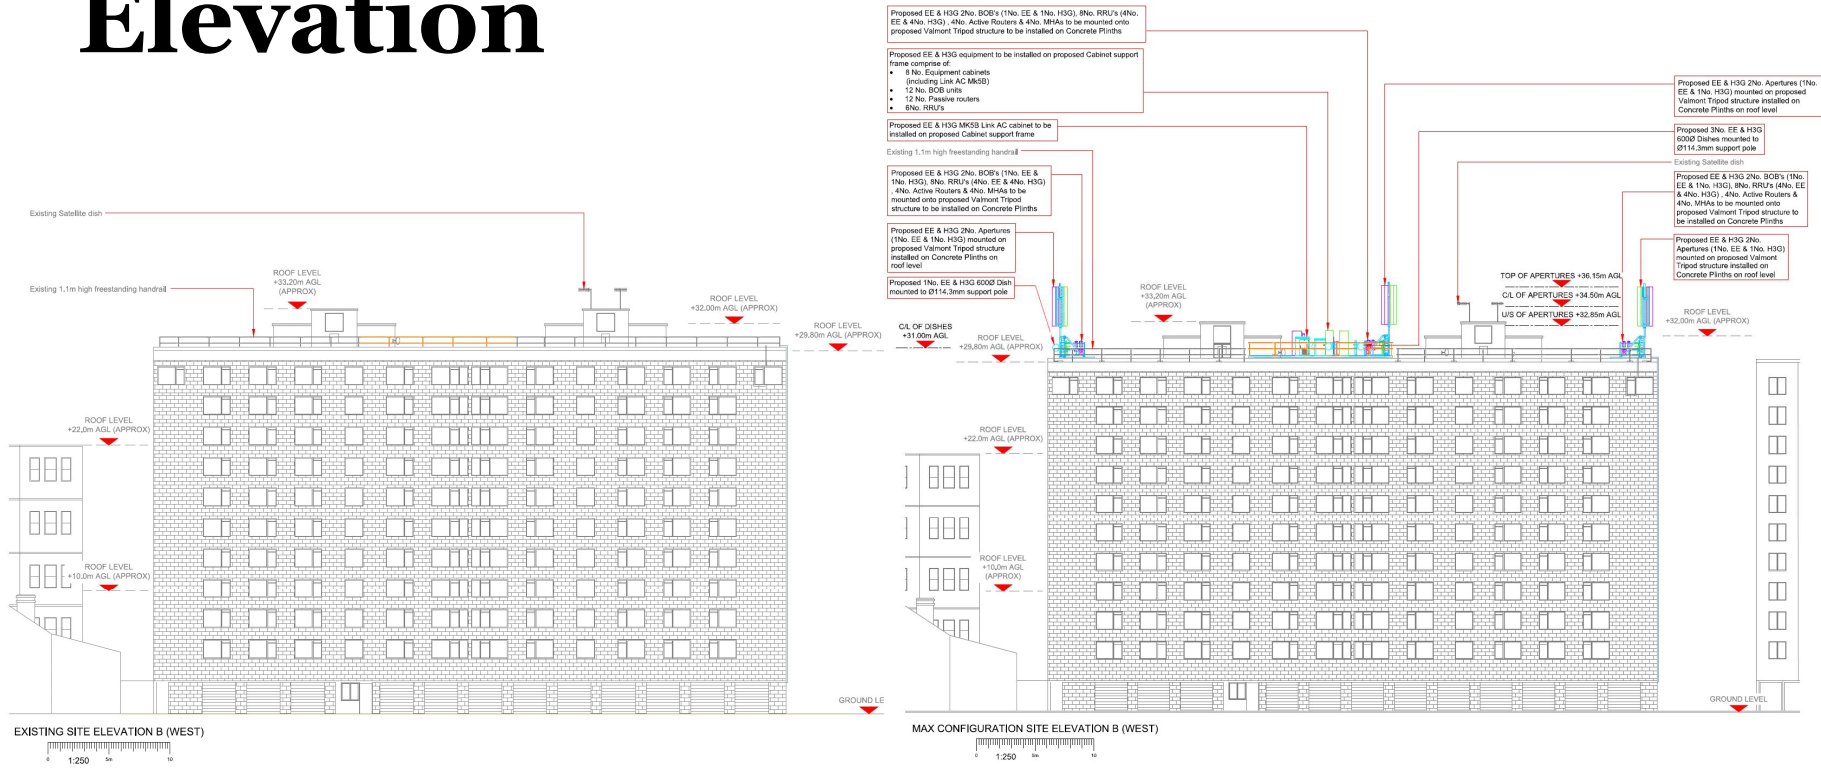 Elevation
Existing Satellite dish
Existing 1.1m high freestanding handrail
ROOF LEVEL
+33.20m AGL
(APPROX)
ROOF LEVEL
+32.00m AGL (APPROX)
ROOF LEVEL
+29.80m AGL (APPROX)
ROOF LEVEL
+22.0m AGL (APPROX)
ROOF LEVEL
+10.0m AGL (APPROX)
GROUND LE
EXISTING SITE ELEVATION B (WEST)
0
1:250
5m
10
Proposed EE & H3G 2No. BOB's (1No. EE & 1No. H3G), 8No. RRU's (4No.
EE & 4No. H3G) , 4No. Active Routers & 4No. MHAs to be mounted onto
proposed Valmont Tripod structure to be installed on Concrete Plinths
Proposed EE & H3G equipment to be installed on proposed Cabinet support
frame comprise of:
• 8 No. Equipment cabinets
(including Link AC Mk5B)
• 12 No. BOB units
• 12 No. Passive routers
• 6No. RRU's
Proposed EE & H3G MK5B Link AC cabinet to be
installed on proposed Cabinet support frame
Existing 1.1m high freestanding handrail
Proposed EE & H3G 2No. BOB's (1No. EE &
1No. H3G), 8No. RRU's (4No. EE & 4No. H3G)
, 4No. Active Routers & 4No. MHAs to be
mounted onto proposed Valmont Tripod
structure to be installed on Concrete Plinths
Proposed EE & H3G 2No. Apertures
(1No. EE & 1No. H3G) mounted on
proposed Valmont Tripod structure
installed on Concrete Plinths on
roof level
Proposed 1No. EE & H3G 600Ø Dish
mounted to Ø114.3mm support pole
C/L OF DISHES
+31.00m AGL
ROOF LEVEL
+29.80m AGL (APPROX)
ROOF LEVEL
+33.20m AGL
(APPROX)
ROOF LEVEL
+22.0m AGL (APPROX)
ROOF LEVEL
+10.0m AGL
(APPROX)
Proposed EE & H3G 2No. Apertures (1No.
EE & 1No. H3G) mounted on proposed
Valmont Tripod structure installed on
Concrete Plinths on roof level
Proposed 3No. EE & H3G
600Ø Dishes mounted to
Ø114.3mm support pole
Existing Satellite dish
Proposed EE & H3G 2No. BOB's (1No.
EE & 1No. H3G), 8No. RRU's (4No. EE
& 4No. H3G) , 4No. Active Routers &
4No. MHAs to be mounted onto
proposed Valmont Tripod structure to
be installed on Concrete Plinths
Proposed EE & H3G 2No.
Apertures (1No. EE & 1No. H3G)
mounted on proposed Valmont
Tripod structure installed on
Concrete Plinths on roof level
TOP OF APERTURES +36.15m AGL
C/L OF APERTURES +34.50m AGL
U/S OF APERTURES +32.85m AGL
ROOF LEVEL
+32.00m AGL (APPROX)
GROUND LEVEL
MAX CONFIGURATION SITE ELEVATION B (WEST)
0
1:250
5m
10